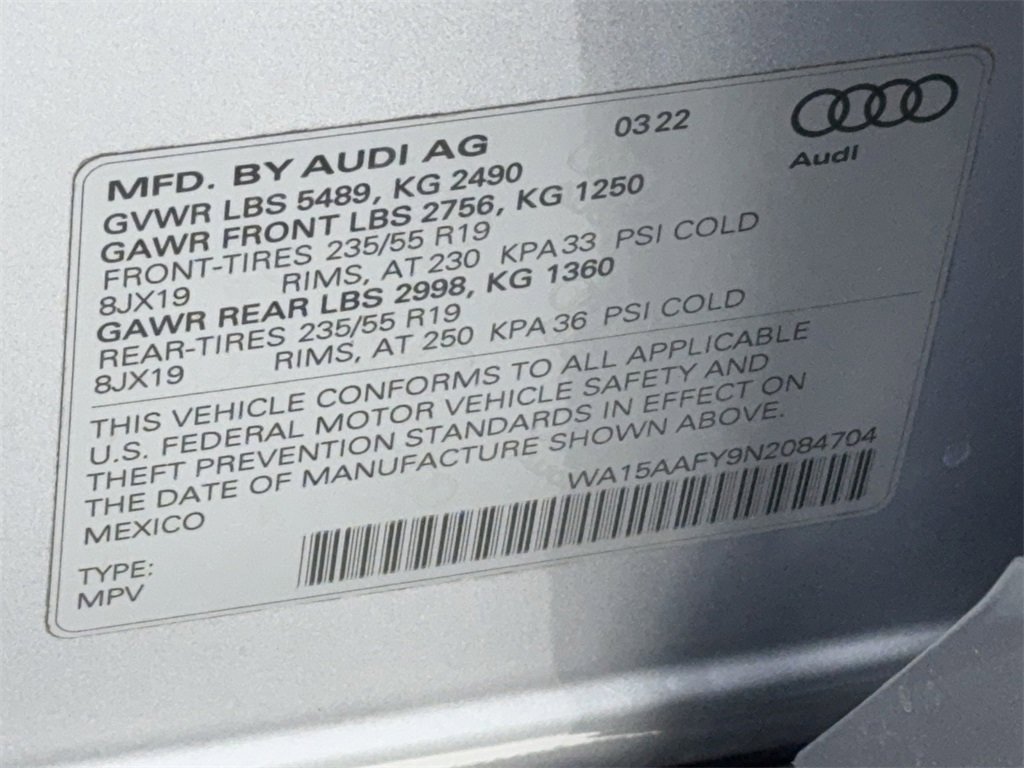 MFD. BY AUDI AG 03 22
Audi
GVWR LBS 5489, KG 2490
GAWR FRONT LBS 2756, KG 1250
FRONT-TIRES 235/55 R19
8JX19 RIMS, AT 230 KPA 33 PSI COLD
GAWR REAR LBS 2998, KG 1360
REAR-TIRES 235/55 R19
8JX19 RIMS, AT 250 KPA 36 PSI COLD
THIS VEHICLE CONFORMS TO ALL APPLICABLE
U.S. FEDERAL MOTOR VEHICLE SAFETY AND
THEFT PREVENTION STANDARDS IN EFFECT ON
THE DATE OF MANUFACTURE SHOWN ABOVE.
MEXICO
WA15AAFY9N2084704
TYPE:
MPV